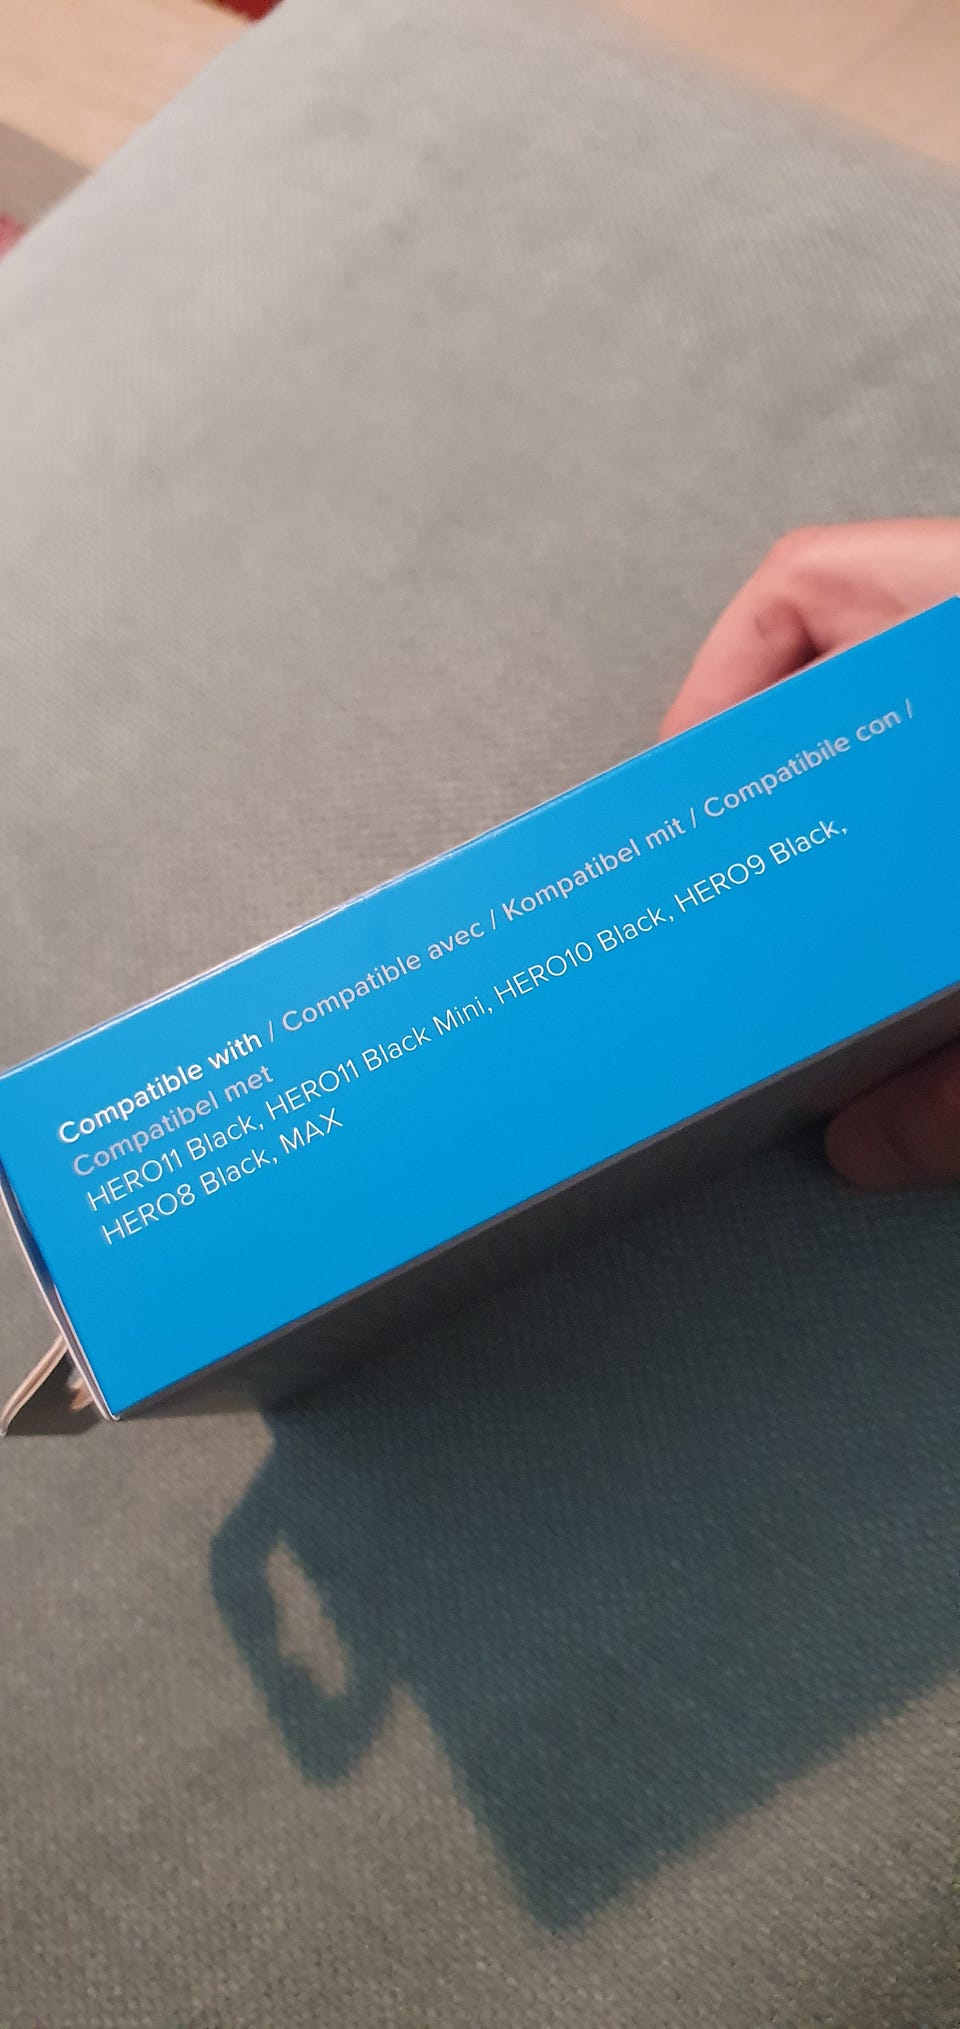 Compatible with / Compatible avec / Kompatibel mit / Compatibile con /
Compatibel met
HERO11 Black, HERO11 Black Mini, HERO10 Black, HERO9 Black,
HERO8 Black, MAX